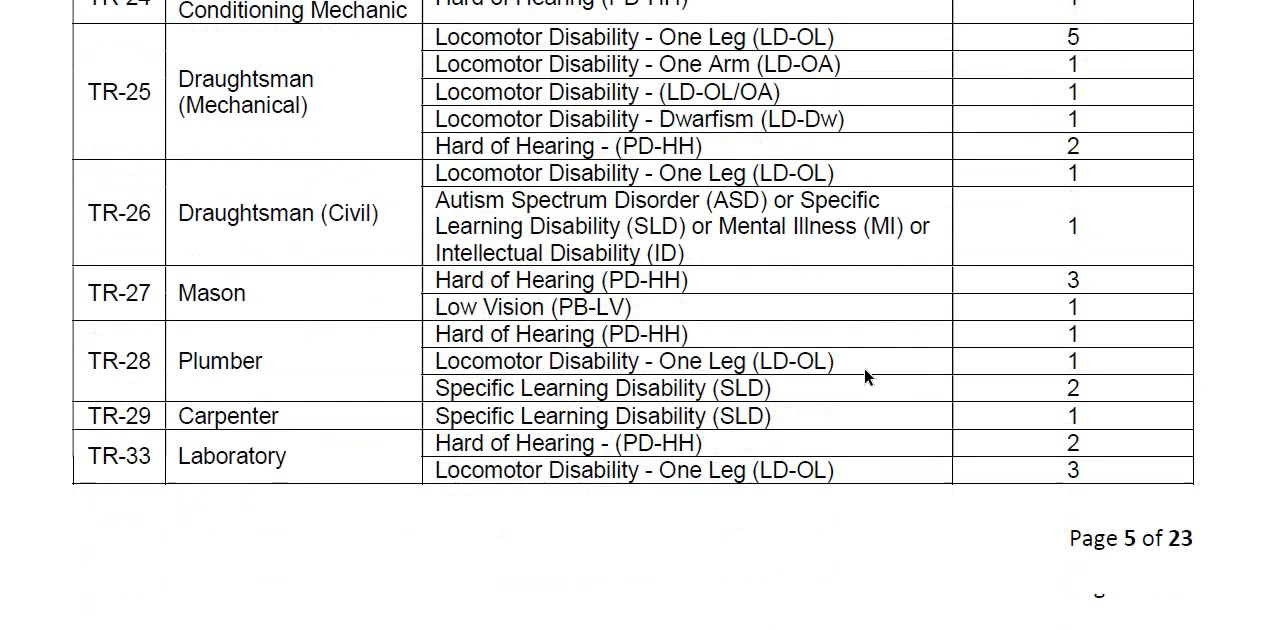 Conditioning Mechanic
TR-25
Draughtsman
(Mechanical)
Locomotor Disability - One Leg (LD-OL) 5
Locomotor Disability - One Arm (LD-OA) 1
Locomotor Disability - (LD-OL/OA) 1
Locomotor Disability - Dwarfism (LD-Dw) 1
Hard of Hearing - (PD-HH) 2
TR-26
Draughtsman (Civil)
Locomotor Disability - One Leg (LD-OL) 1
Autism Spectrum Disorder (ASD) or Specific
Learning Disability (SLD) or Mental Illness (MI) or
Intellectual Disability (ID)
1
TR-27
Mason
Hard of Hearing (PD-HH) 3
Low Vision (PB-LV) 1
TR-28
Plumber
Hard of Hearing (PD-HH) 1
Locomotor Disability - One Leg (LD-OL) 1
Specific Learning Disability (SLD) 2
TR-29 Carpenter Specific Learning Disability (SLD) 1
TR-33
Laboratory
Hard of Hearing - (PD-HH) 2
Locomotor Disability - One Leg (LD-OL) 3
Page 5 of 23